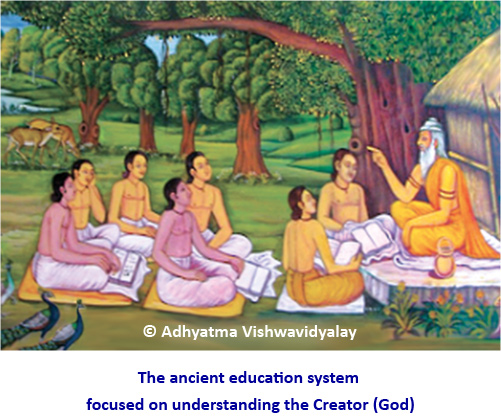 © Adhyatma Vishwavidyalay
The ancient education system
focused on understanding the Creator (God)